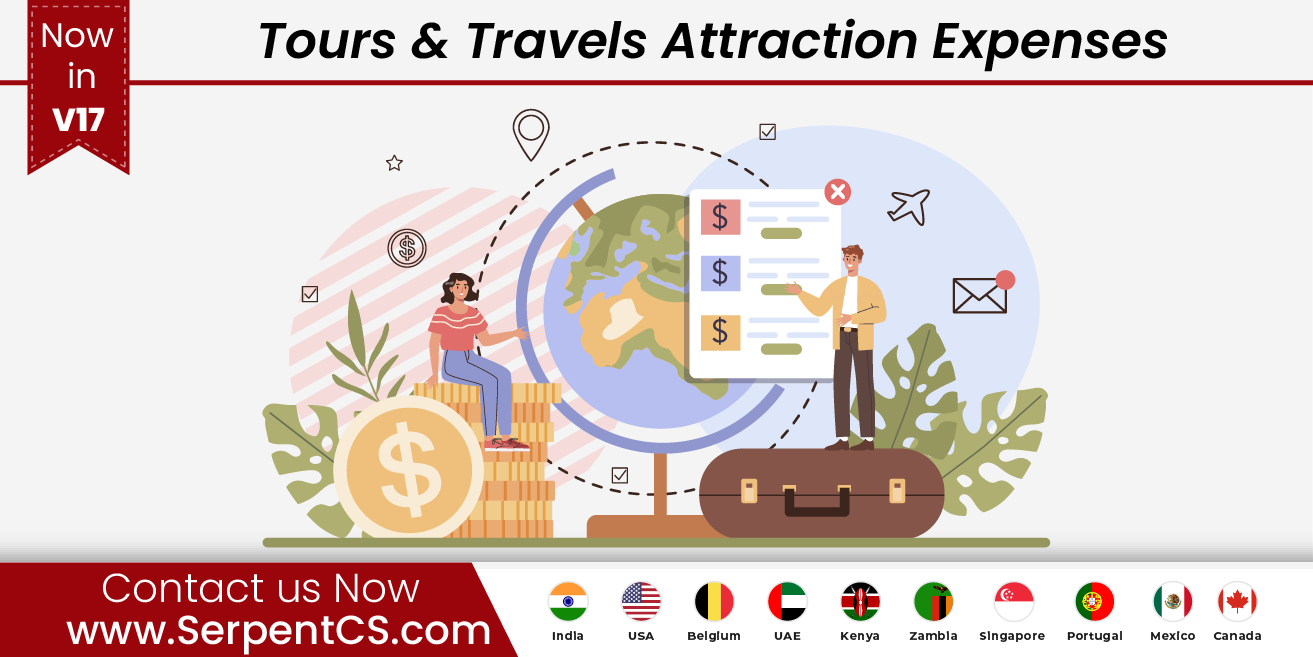 Now
in
V17
Tours & Travels Attraction Expenses
$
$
$
$
$
Contact us Now
www.SerpentCS.com
India
USA
Belgium
UAE
Kenya
Zambia
Singapore
Portugal
Mexico
Canada